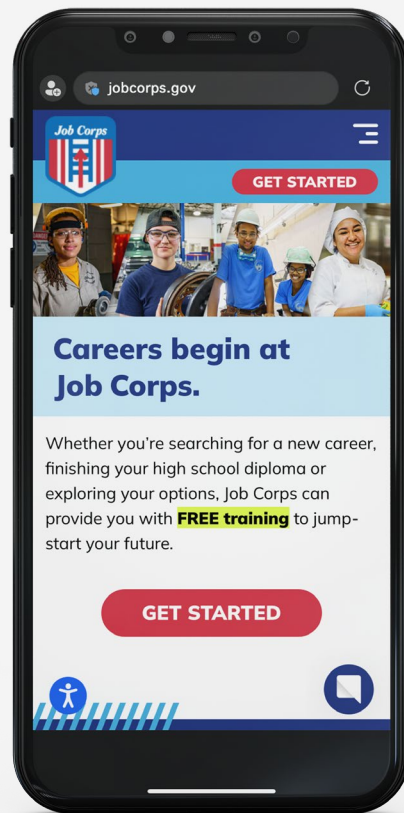 jobcorps.gov
Job Corps
GET STARTED
Careers begin at
Job Corps.
Whether you're searching for a new career,
finishing your high school diploma or
exploring your options, Job Corps can
provide you with FREE training to jump-
start your future.
GET STARTED